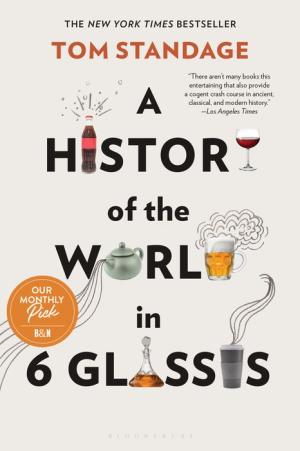 THE NEW YORK TIMES BESTSELLER
TOM STANDAGE
"There aren't many books this
entertaining that also provide
a cogent crash course in ancient,
classical, and modern history."
—Los Angeles Times
A
HISTORY
of the
WORLD
in
6 GLASSES
OUR
MONTHLY
Pick
B&N
BLOOMSBURY